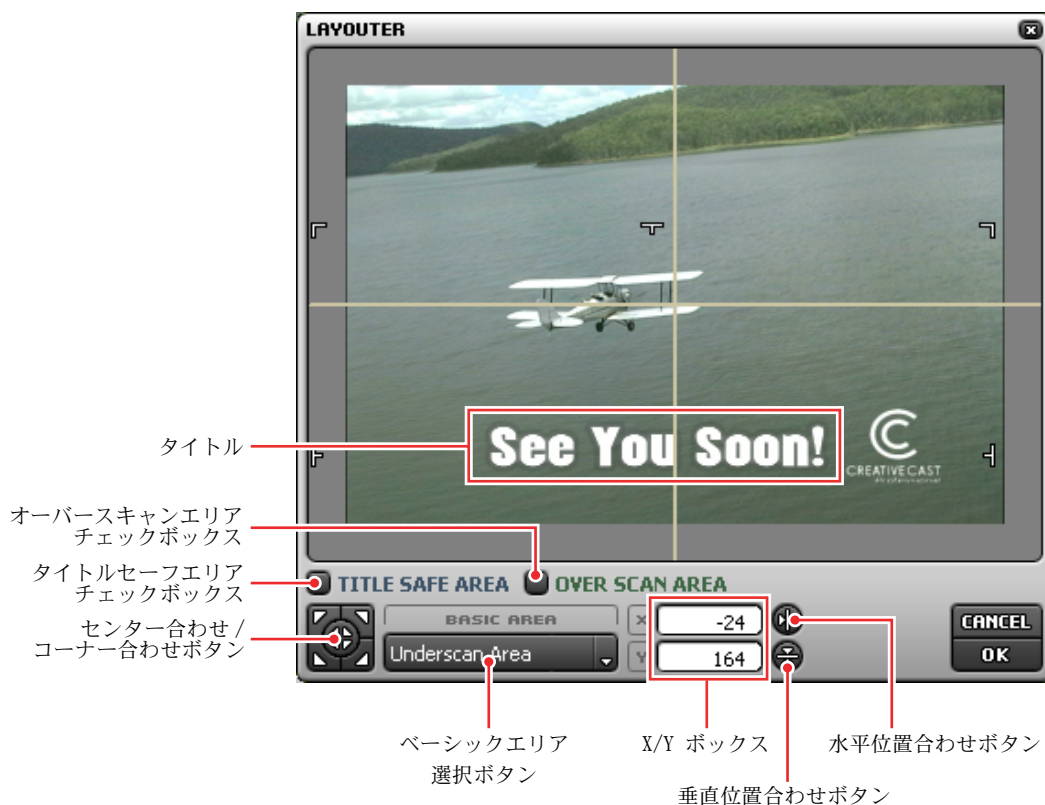 LAYOUTER
See You Soon!
CREATIVE CAST
タイトル
オーバースキャンエリア
チェックボックス
タイトルセーフエリア
チェックボックス
センター合わせ /
コーナー合わせボタン
TITLE SAFE AREA
OVER SCAN AREA
BASIC AREA
Underscan Area
X
-24
Y
164
CANCEL
OK
ベーシックエリア
選択ボタン
X/Y ボックス
水平位置合わせボタン
垂直位置合わせボタン